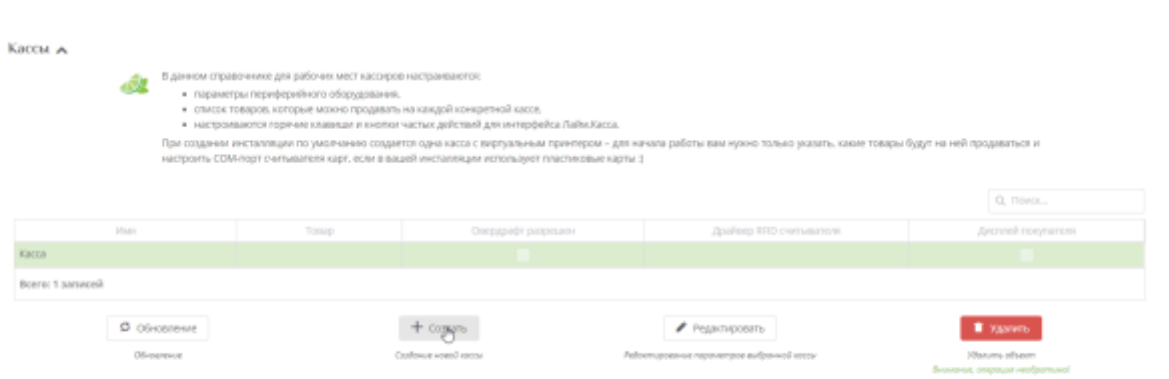 Кассы
В данном справочнике для рабочих мест кассиров настраиваются:
параметры периферийного оборудования.
список товаров, которые можно продавать на каждой конкретной кассе.
настраиваются горячие клавиши и кнопки частых действий для интерфейса Лайм.Касса.
При создании инсталляции по умолчанию создается одна касса с виртуальным принтером – для начала работы вам нужно только указать, какие товары будут на ней продаваться и
настроить COM-порт считывателя карт, если в вашей инсталляции используют пластиковые карты :)
Поиск...
Имя Товар Овердрафт разрешен Драйвер RFID считывателя Дисплей покупателя
Касса
Всего: 1 записей
Обновление Создать Редактировать Удалить
Обновление Создание новой кассы Редактирование параметров выбранной кассы Удалить объект
Внимание, операция необратима!